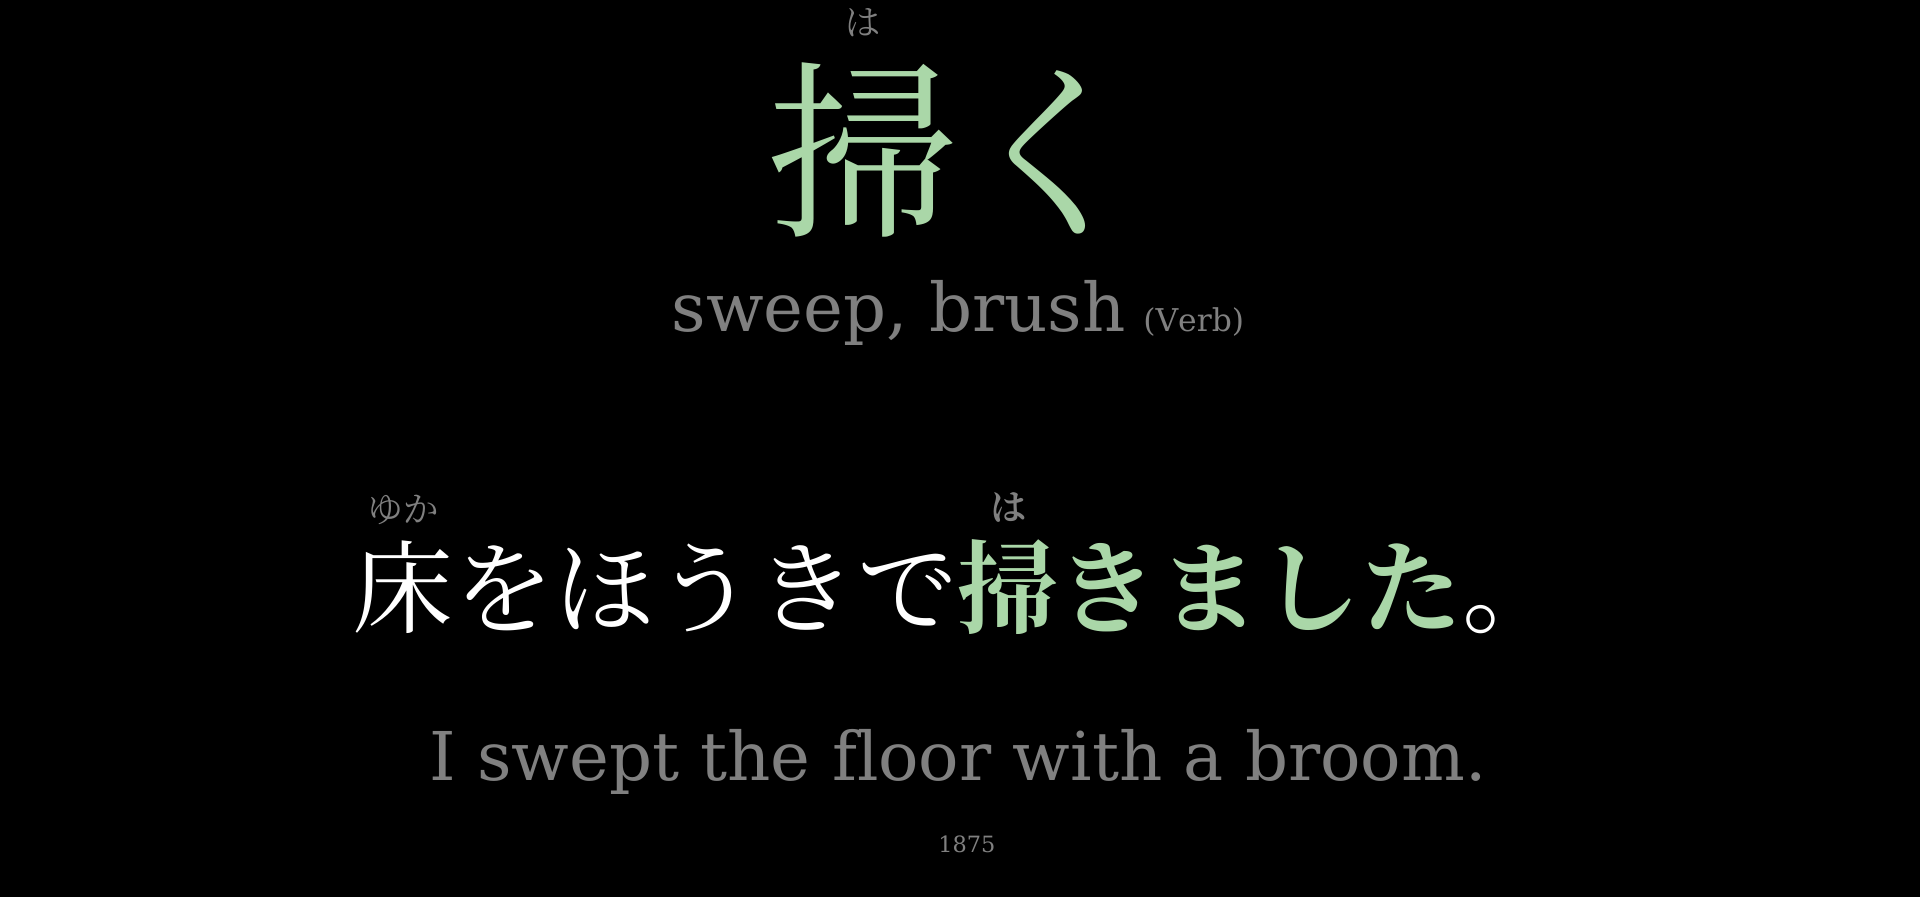 は
掃く
sweep, brush (Verb)
ゆか は
床をほうきで掃きました。
I swept the floor with a broom.
1875